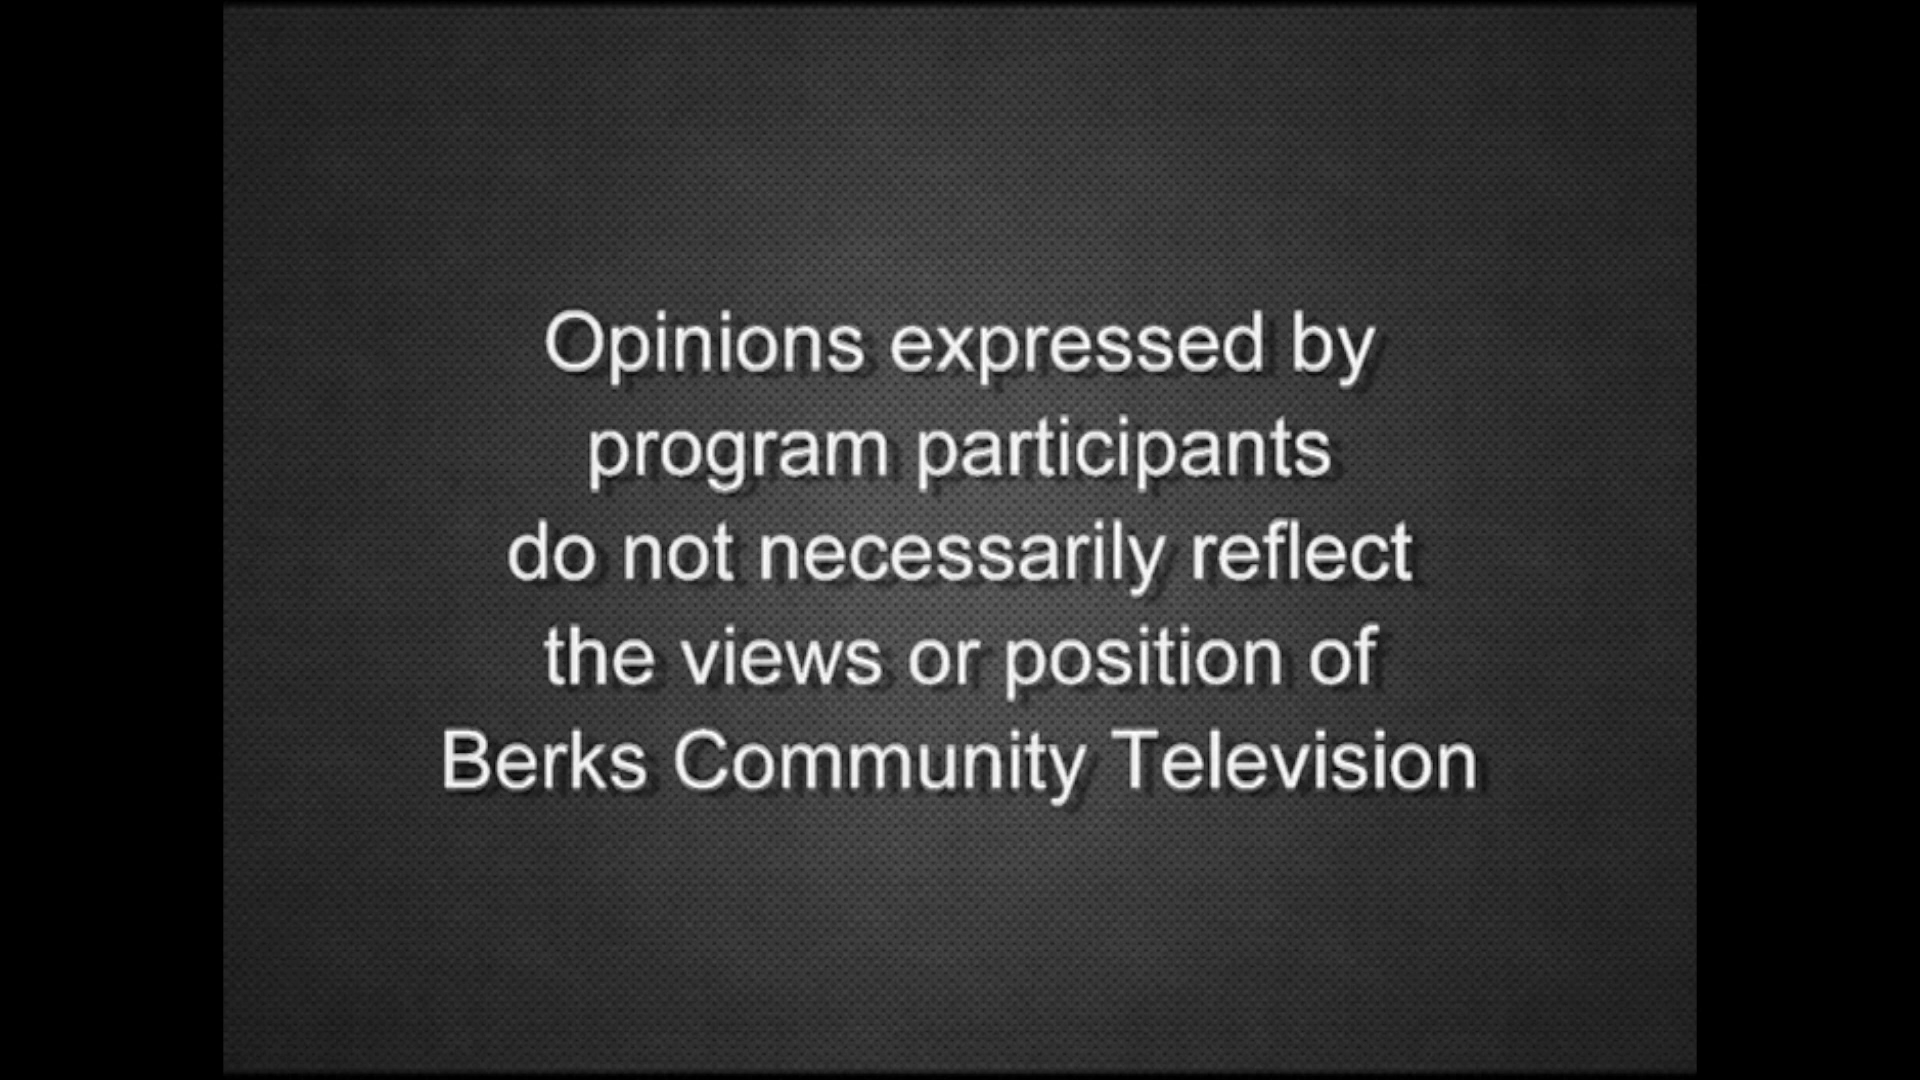 Opinions expressed by
program participants
do not necessarily reflect
the views or position of
Berks Community Television